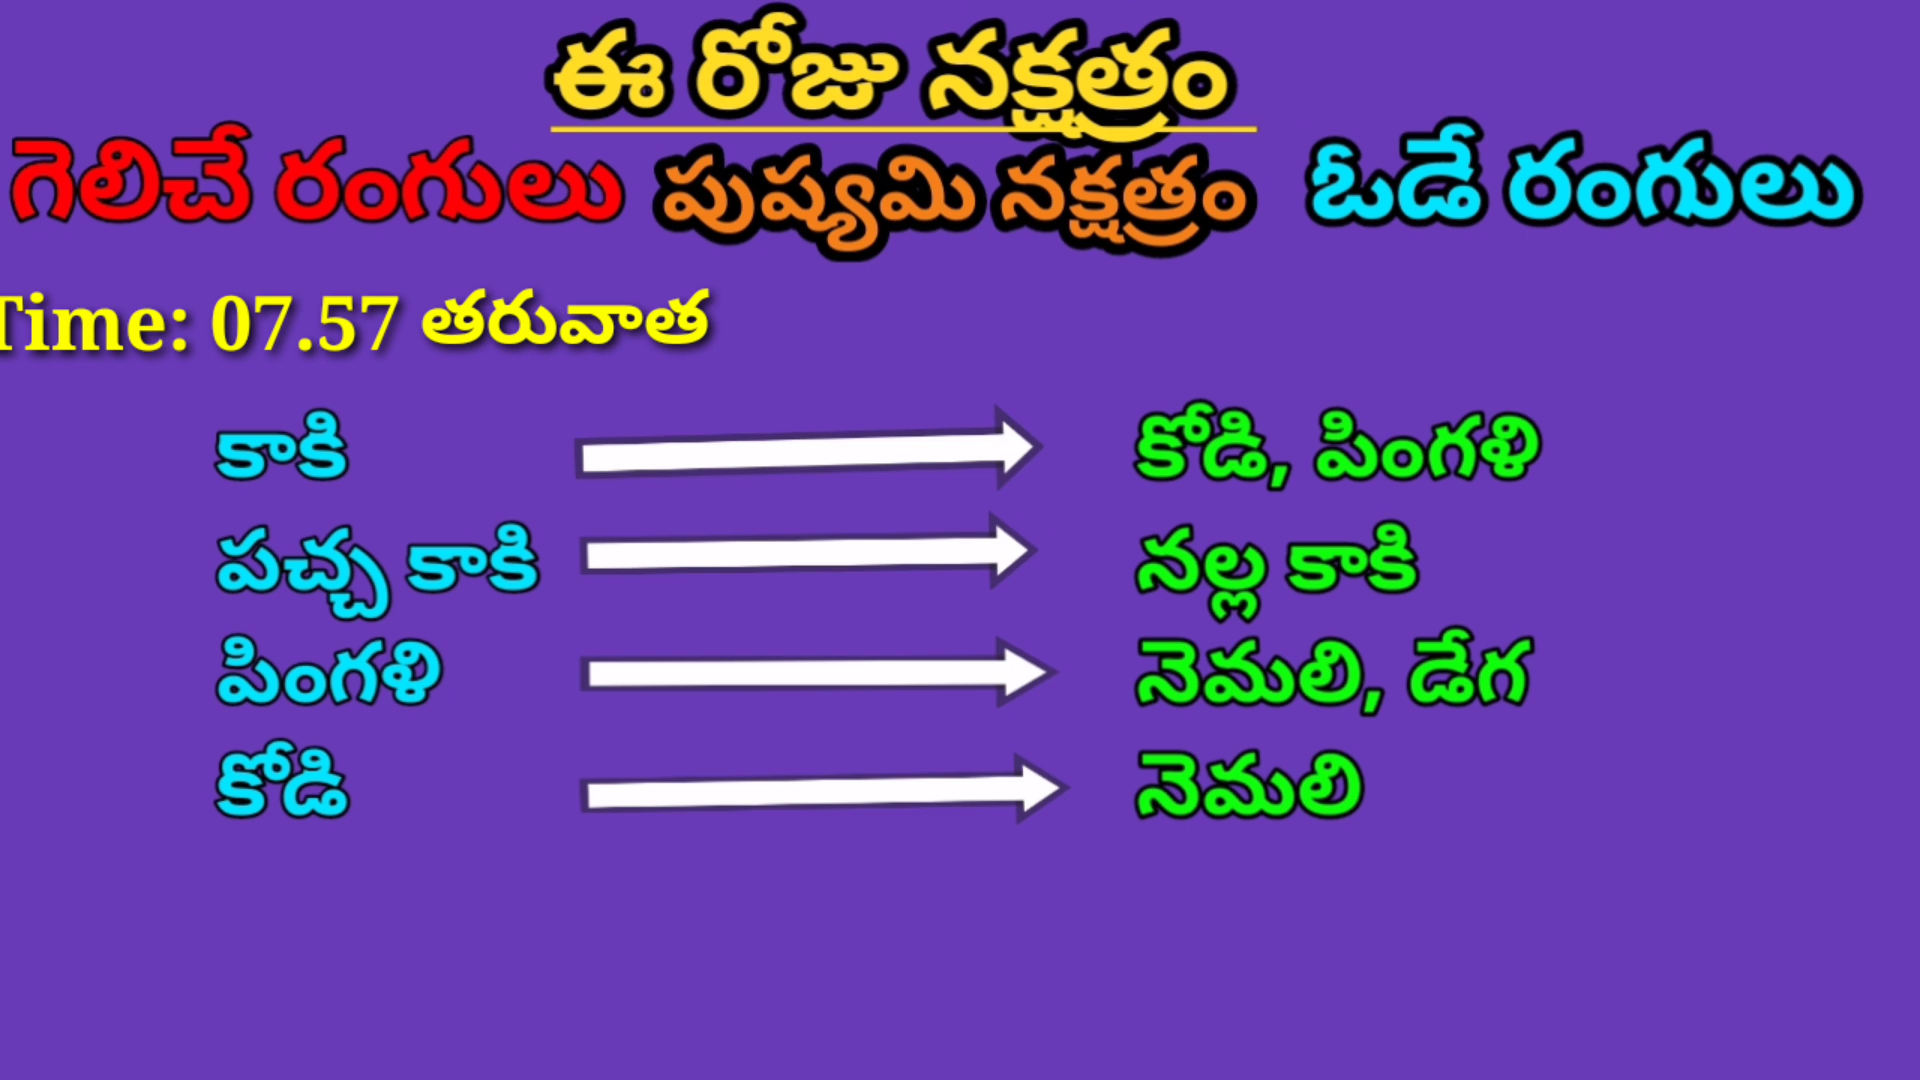 ఈ రోజు నక్షత్రం
గెలిచే రంగులు పుష్యమి నక్షత్రం ఓడే రంగులు
Time: 07.57 తరువాత
కాకి కోడి, పింగళి
పచ్చ కాకి నల్ల కాకి
పింగళి నెమలి, డేగ
కోడి నెమలి